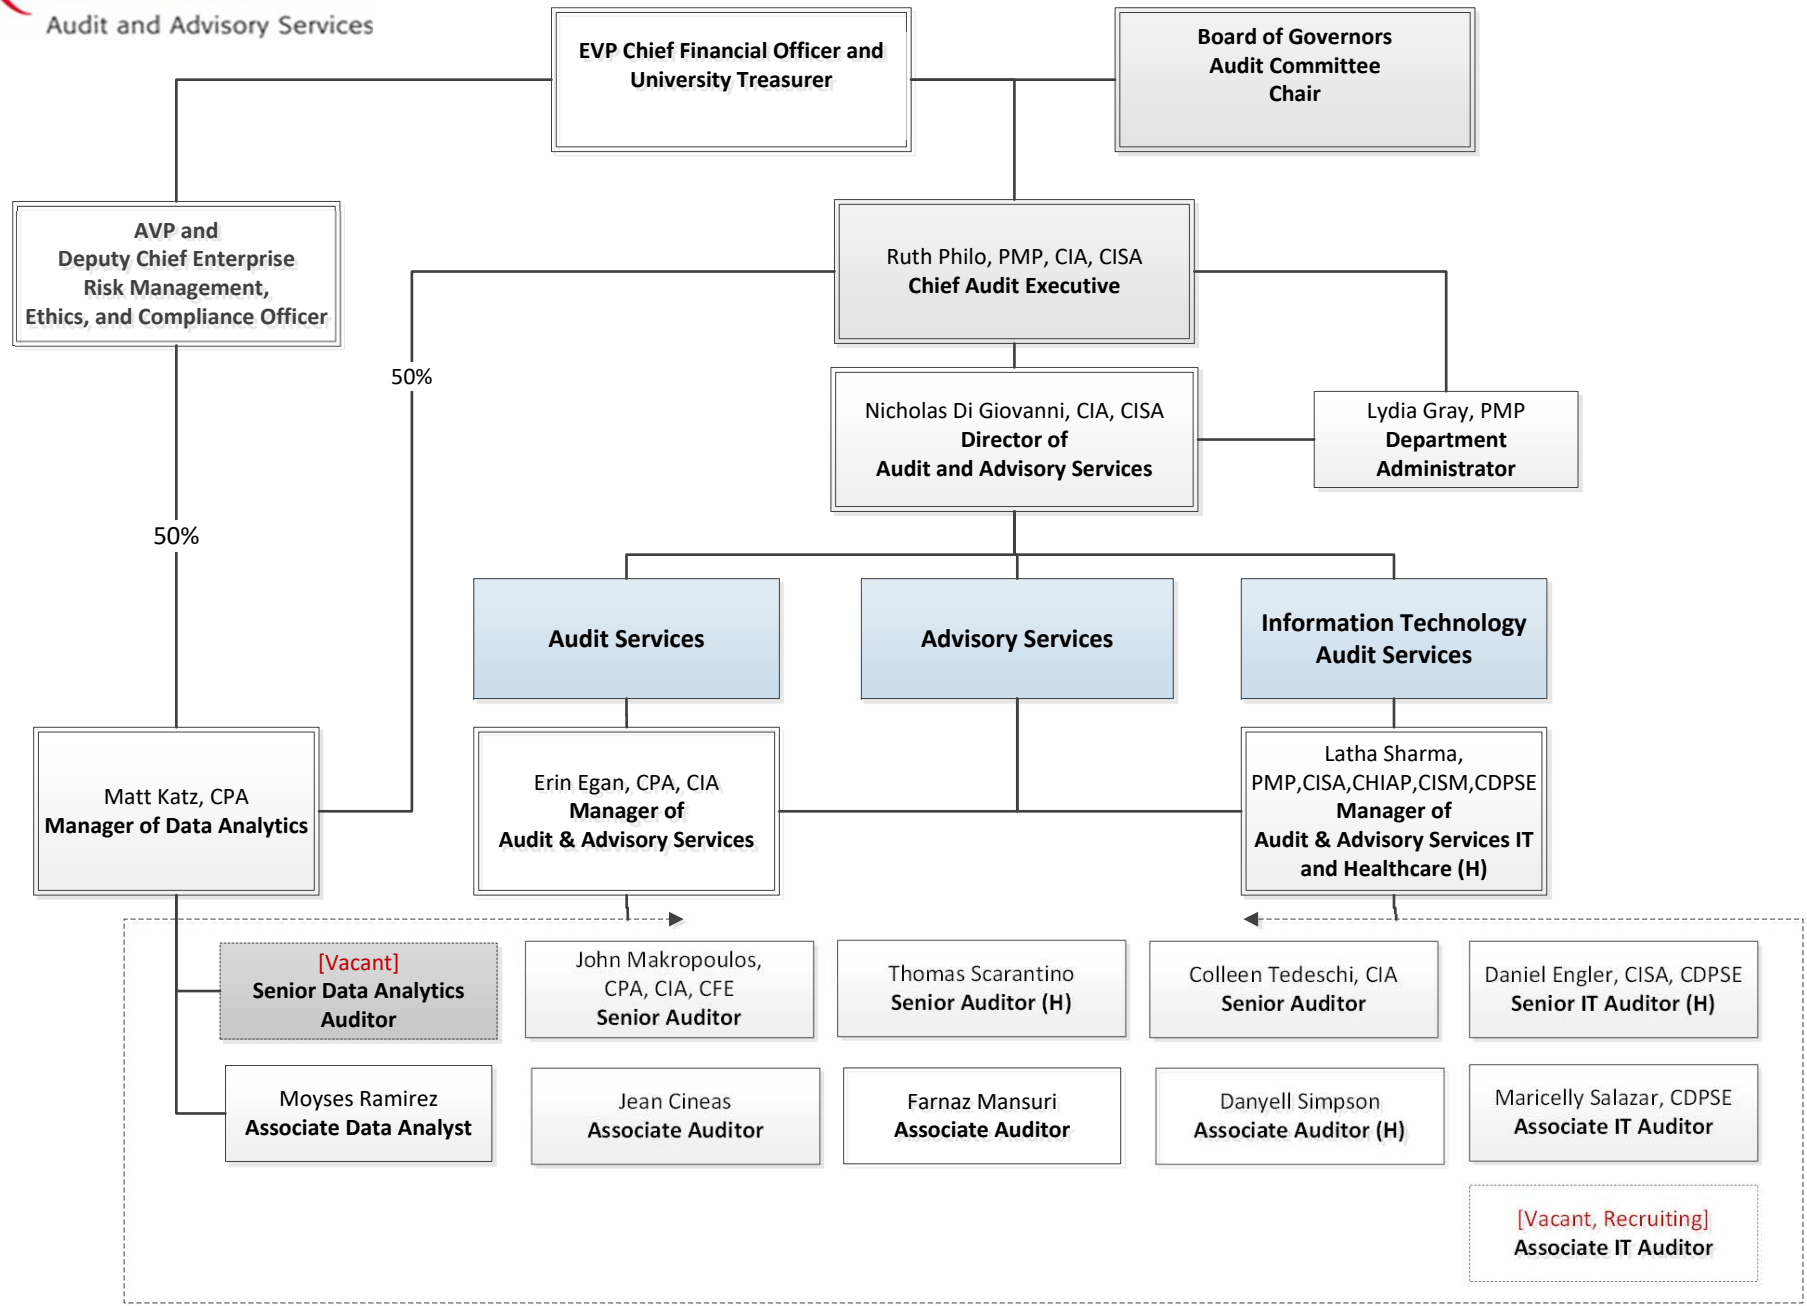 Audit and Advisory Services
EVP Chief Financial Officer and
University Treasurer
Board of Governors
Audit Committee
Chair
AVP and
Deputy Chief Enterprise
Risk Management,
Ethics, and Compliance Officer
Ruth Philo, PMP, CIA, CISA
Chief Audit Executive
50%
Nicholas Di Giovanni, CIA, CISA
Director of
Audit and Advisory Services
Lydia Gray, PMP
Department
Administrator
50%
Audit Services
Advisory Services
Information Technology
Audit Services
Matt Katz, CPA
Manager of Data Analytics
Erin Egan, CPA, CIA
Manager of
Audit & Advisory Services
Latha Sharma,
PMP,CISA,CHIAP,CISM,CDPSE
Manager of
Audit & Advisory Services IT
and Healthcare (H)
[Vacant]
Senior Data Analytics
Auditor
John Makropoulos,
CPA, CIA, CFE
Senior Auditor
Thomas Scarantino
Senior Auditor (H)
Colleen Tedeschi, CIA
Senior Auditor
Daniel Engler, CISA, CDPSE
Senior IT Auditor (H)
Moyses Ramirez
Associate Data Analyst
Jean Cineas
Associate Auditor
Farnaz Mansuri
Associate Auditor
Danyell Simpson
Associate Auditor (H)
Maricelly Salazar, CDPSE
Associate IT Auditor
[Vacant, Recruiting]
Associate IT Auditor